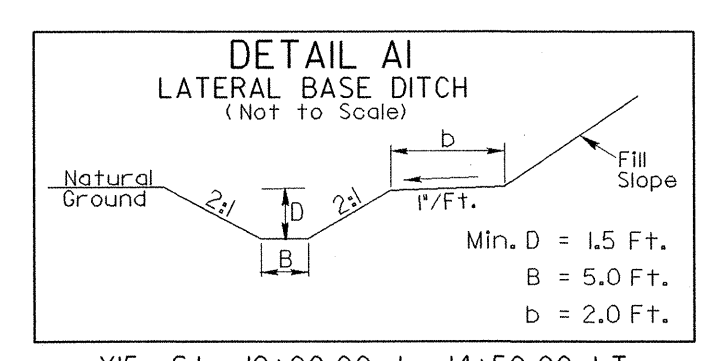 DETAIL A1
LATERAL BASE DITCH
(Not to Scale)
b
Natural
Ground
2:1
D
2:1
1"/Ft.
Fill
Slope
B
Min. D = 1.5 Ft.
B = 5.0 Ft.
b = 2.0 Ft.